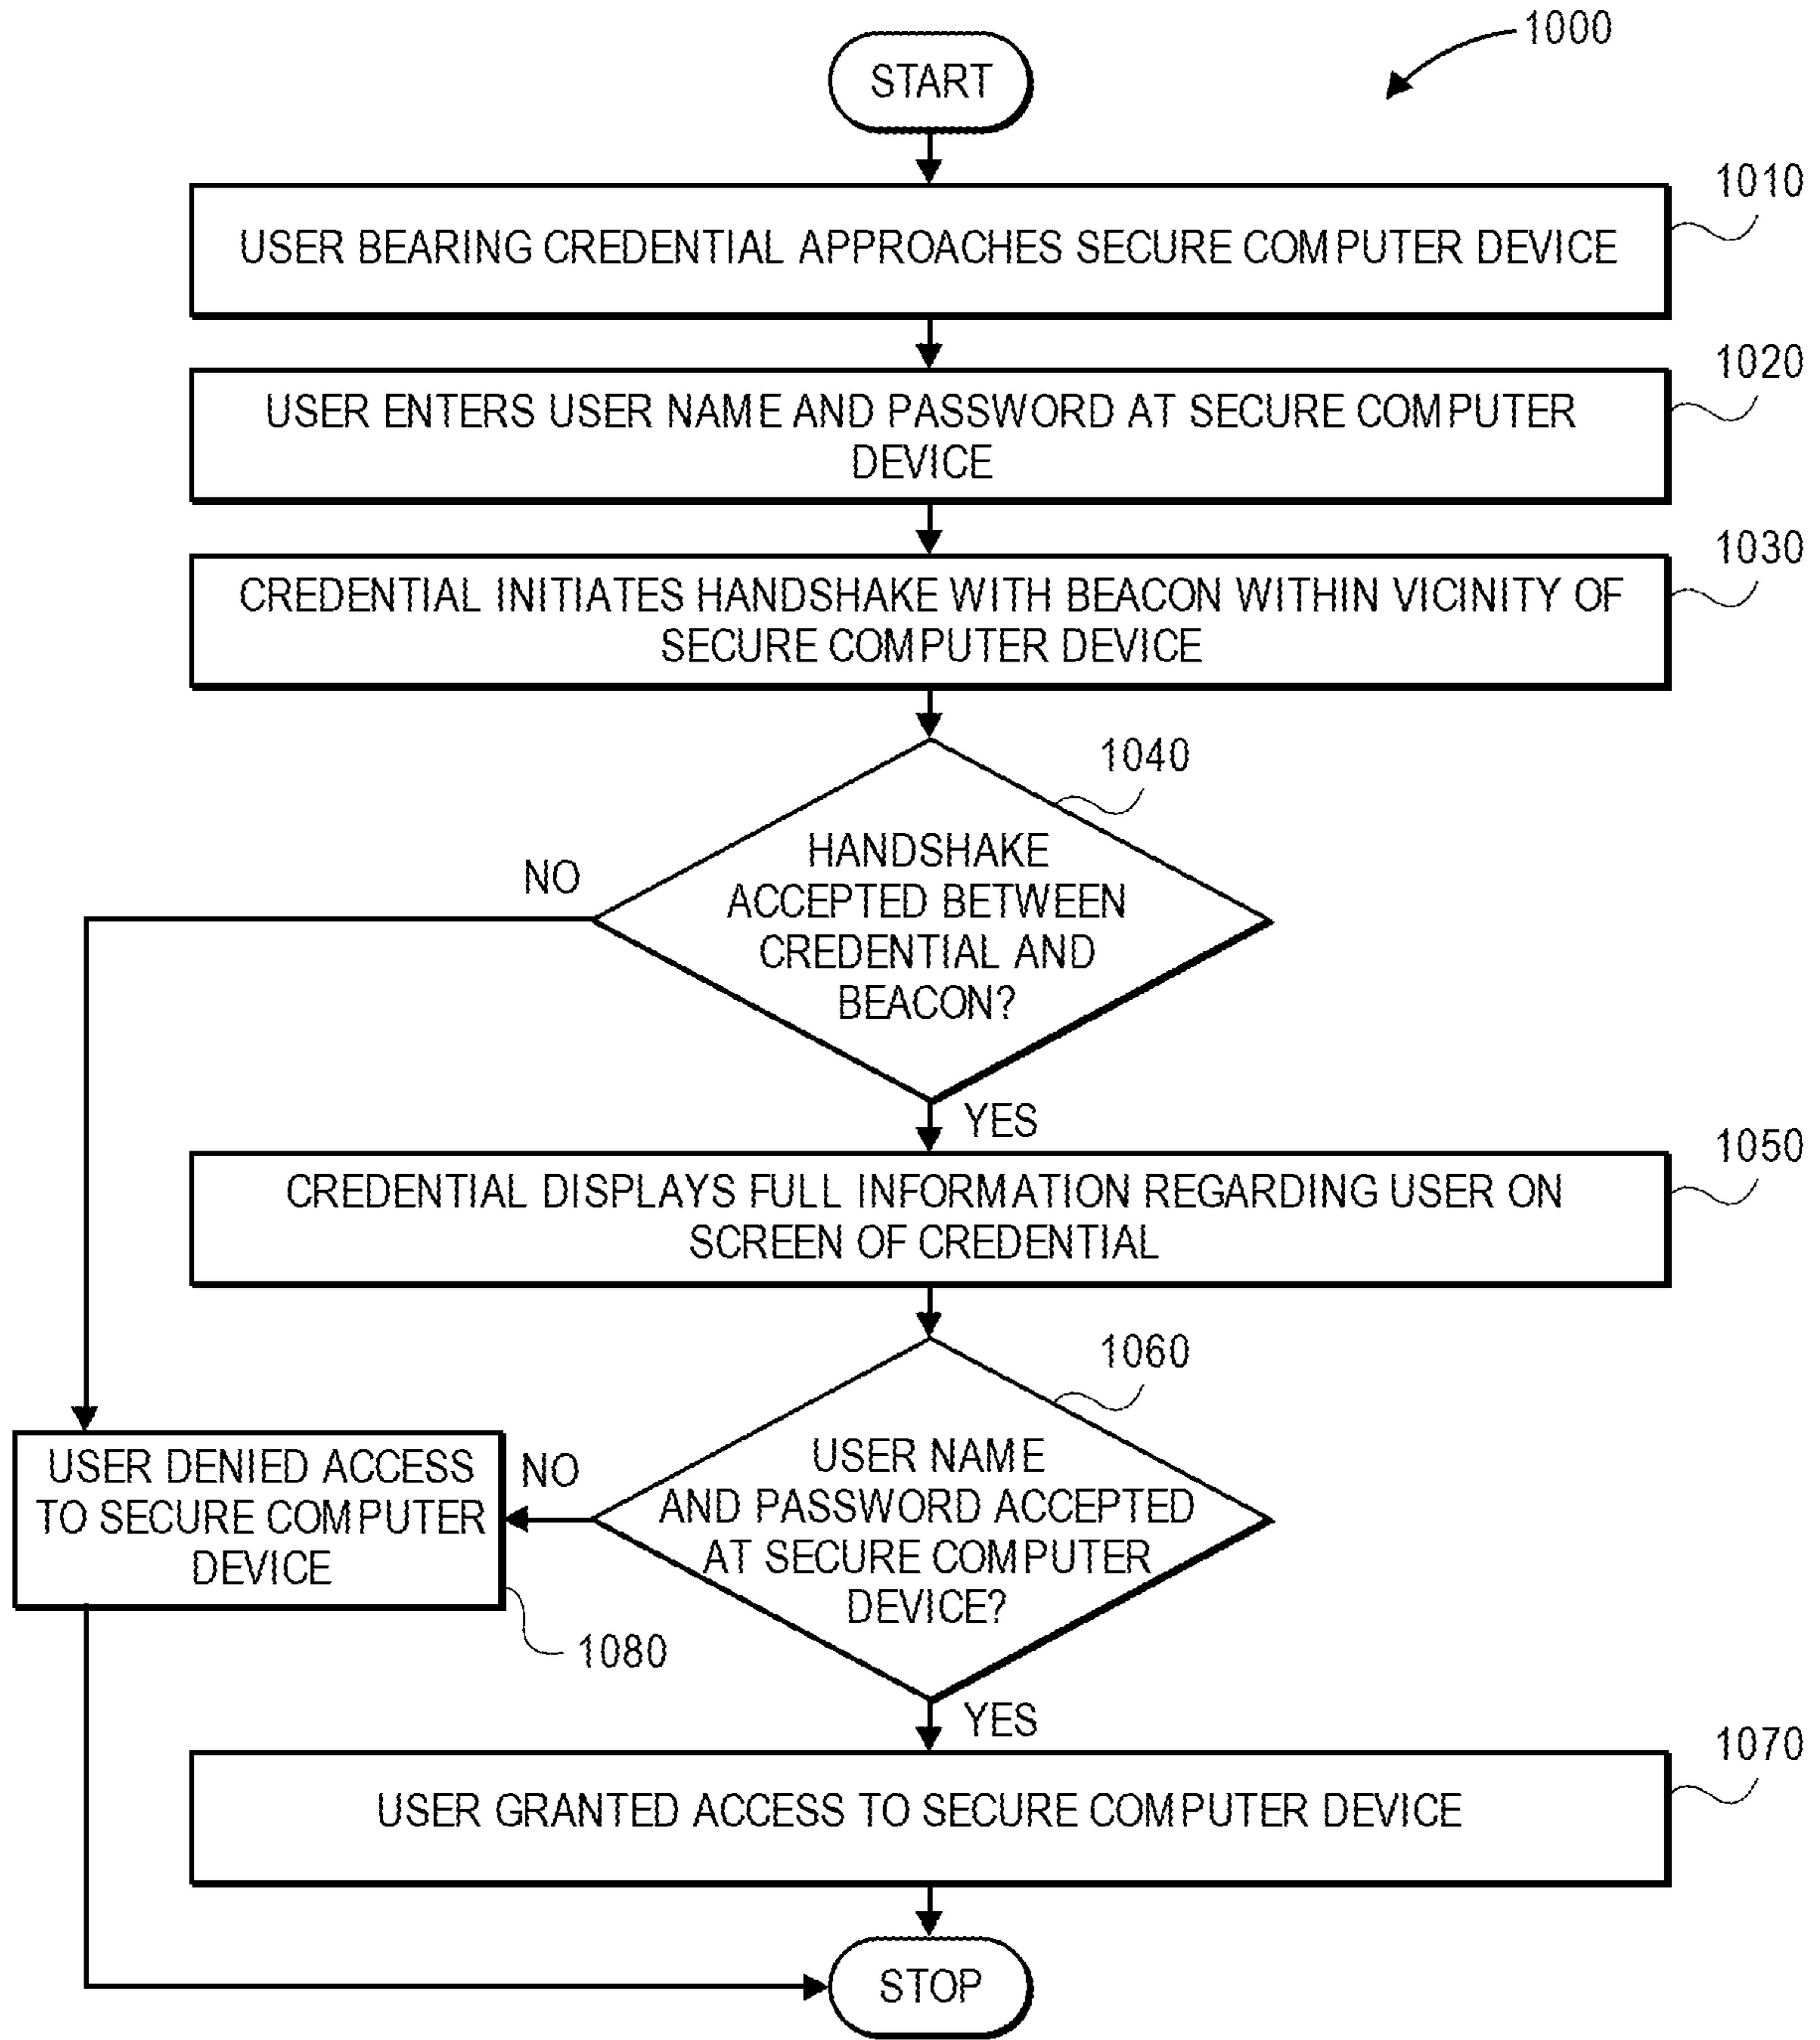 1000
START
1010
USER BEARING CREDENTIAL APPROACHES SECURE COMPUTER DEVICE
1020
USER ENTERS USER NAME AND PASSWORD AT SECURE COMPUTER
DEVICE
1030
CREDENTIAL INITIATES HANDSHAKE WITH BEACON WITHIN VICINITY OF
SECURE COMPUTER DEVICE
1040
HANDSHAKE
ACCEPTED BETWEEN
CREDENTIAL AND
BEACON?
NO
YES
1050
CREDENTIAL DISPLAYS FULL INFORMATION REGARDING USER ON
SCREEN OF CREDENTIAL
1060
USER NAME
AND PASSWORD ACCEPTED
AT SECURE COMPUTER
DEVICE?
NO
USER DENIED ACCESS
TO SECURE COMPUTER
DEVICE
1080
YES
1070
USER GRANTED ACCESS TO SECURE COMPUTER DEVICE
STOP